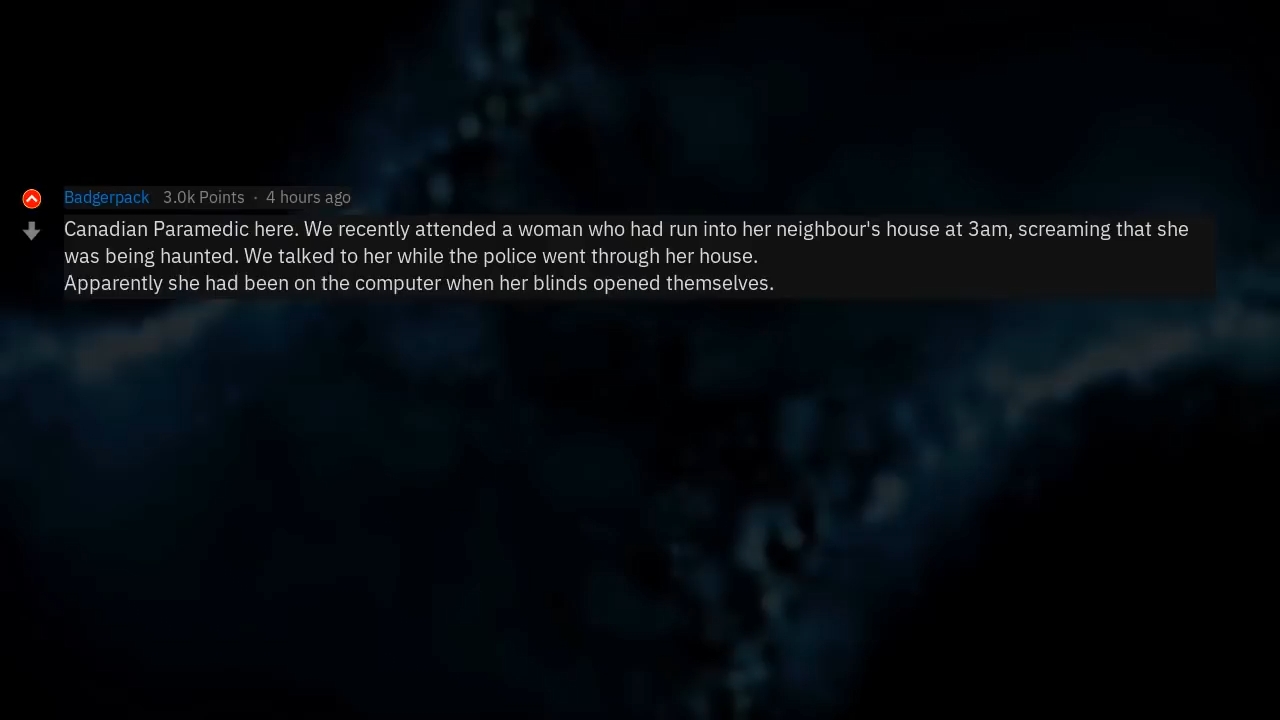 Badgerpack 3.0k Points · 4 hours ago
Canadian Paramedic here. We recently attended a woman who had run into her neighbour's house at 3am, screaming that she
was being haunted. We talked to her while the police went through her house.
Apparently she had been on the computer when her blinds opened themselves.